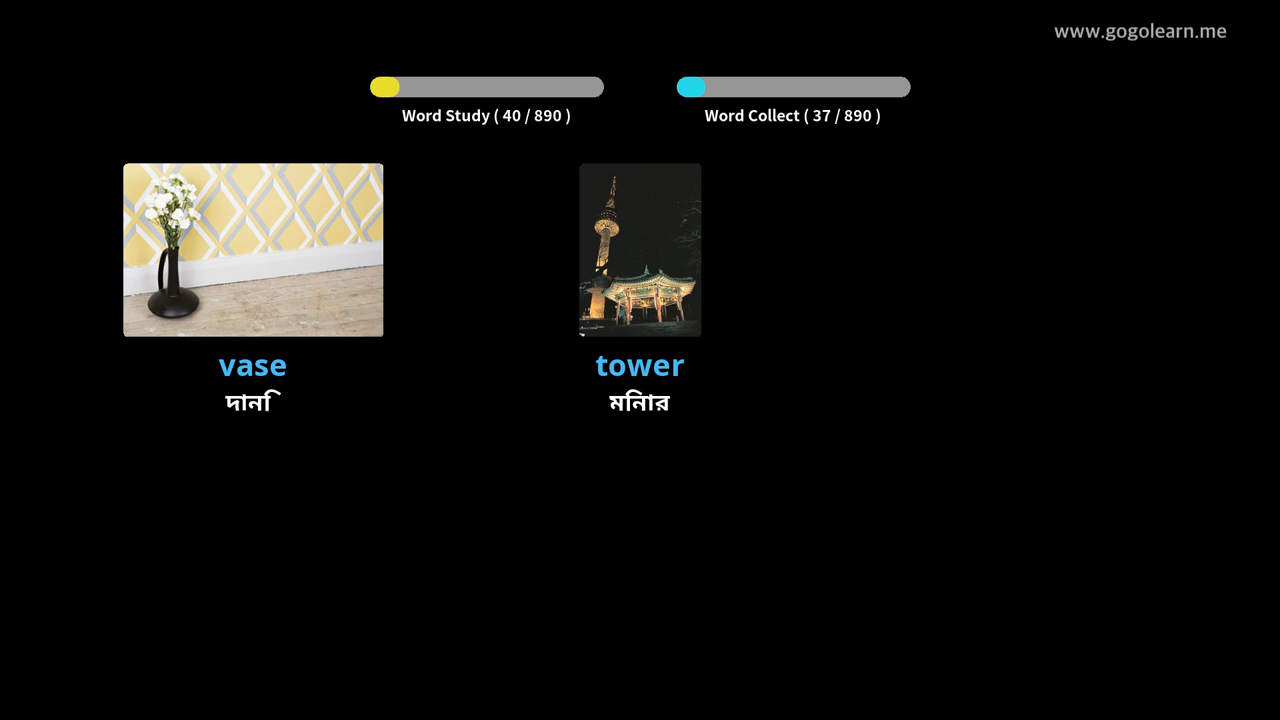 www.gogolearn.me
Word Study ( 40 / 890 )
Word Collect ( 37 / 890 )
vase
দানি
tower
মিনার